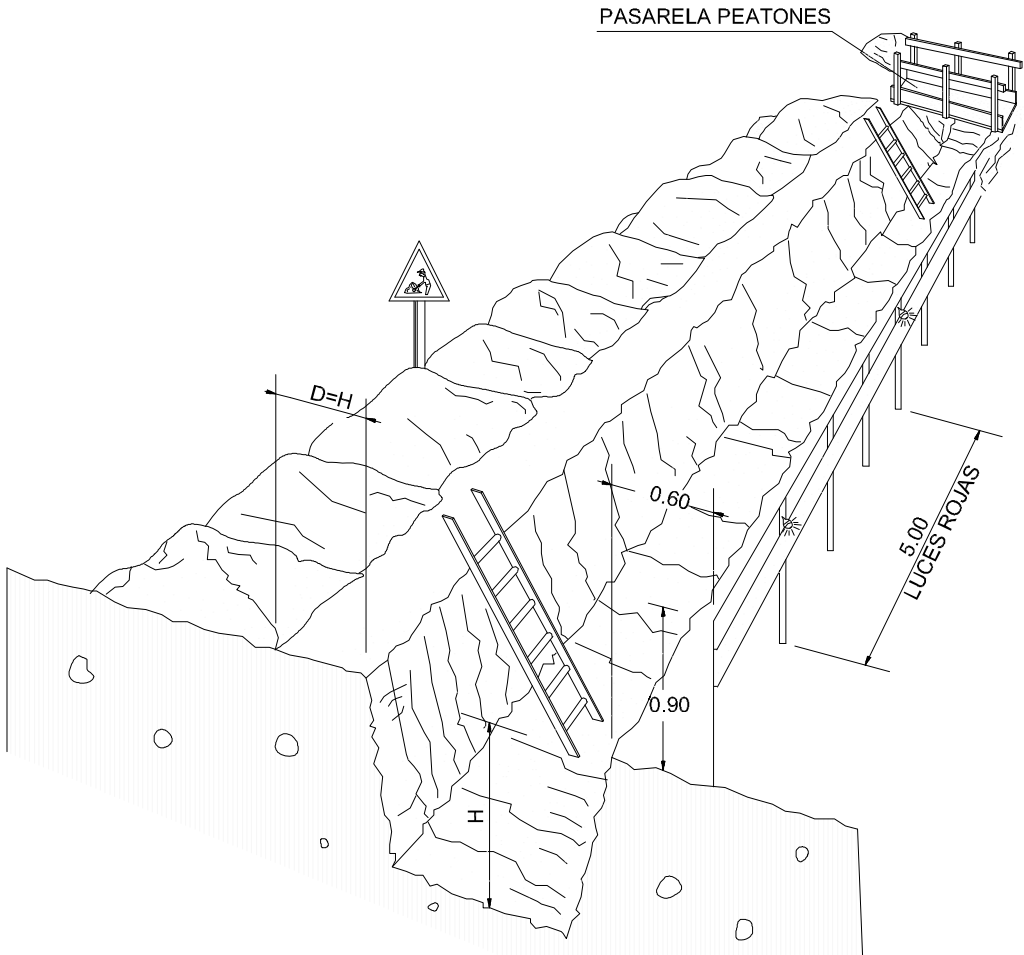 PASARELA PEATONES
D=H
0.60
5.00
LUCES ROJAS
0.90
H